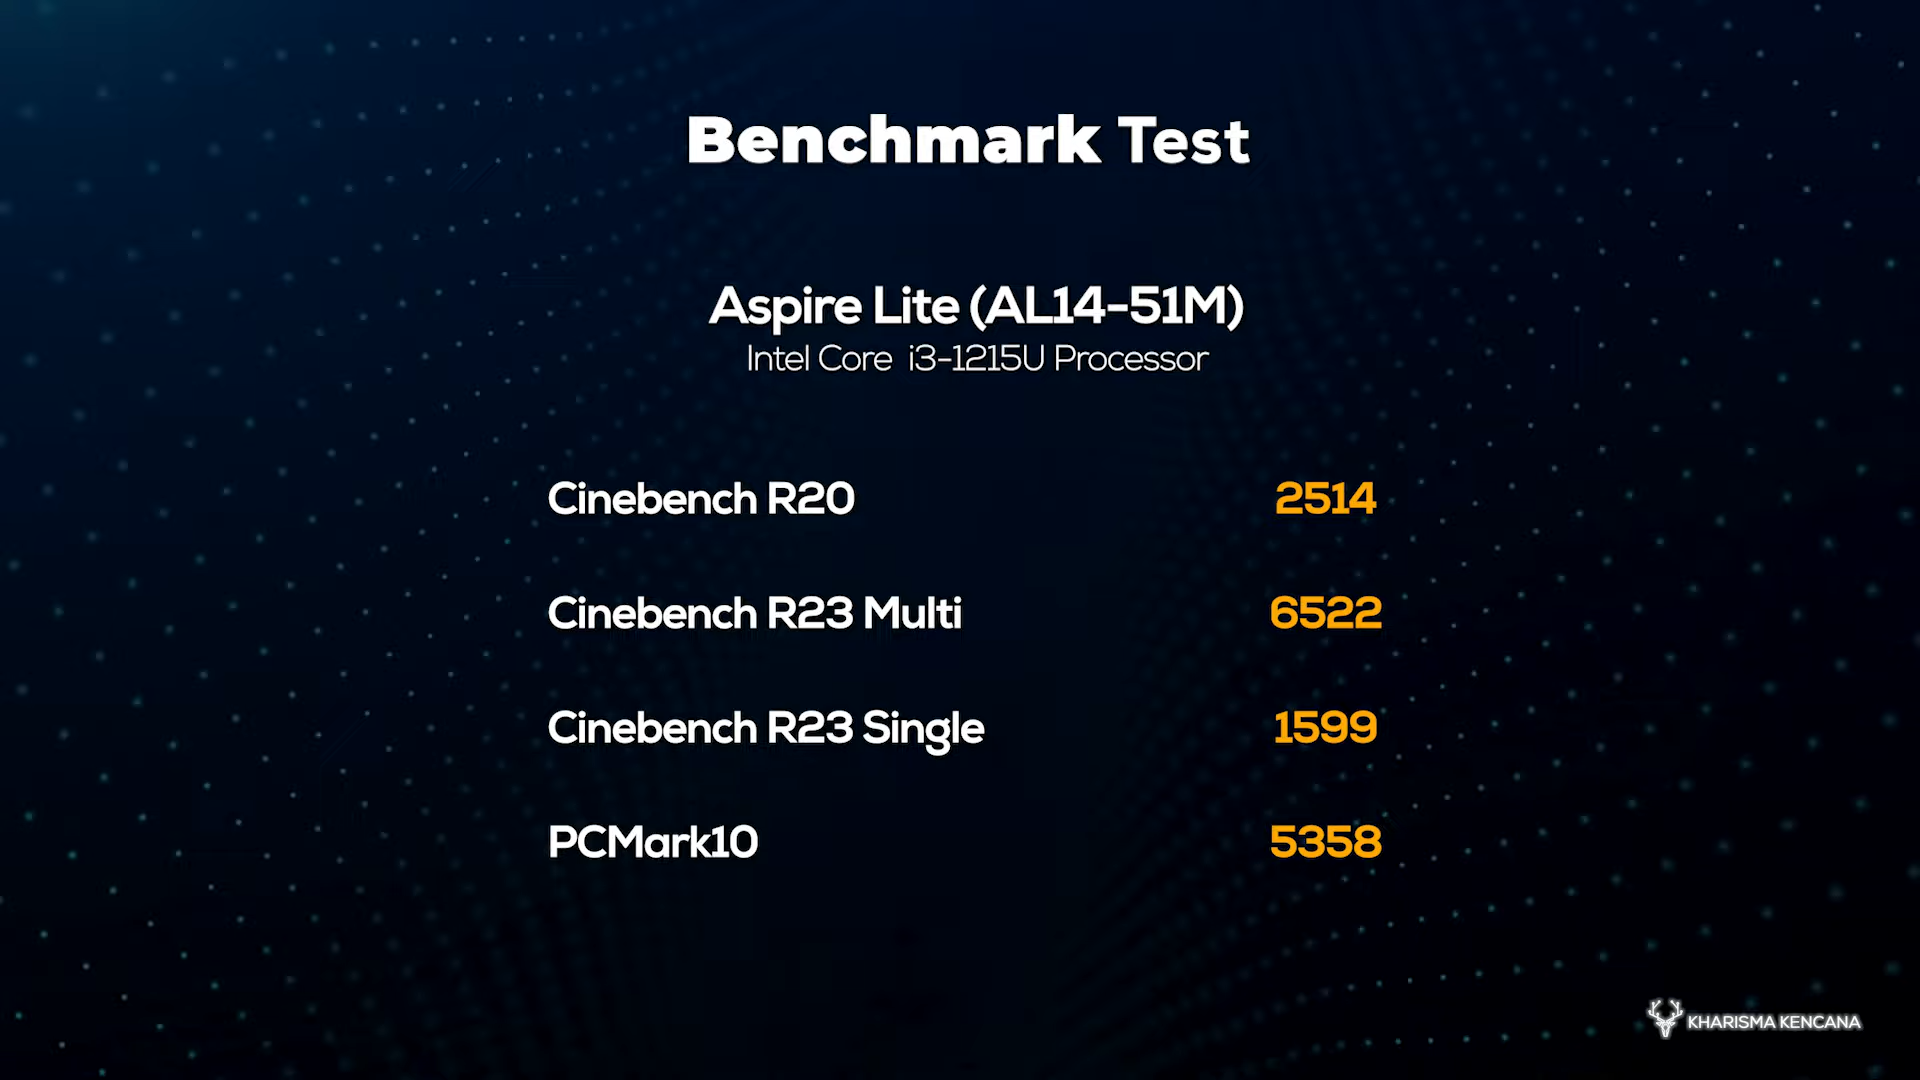 Benchmark Test
Aspire Lite (AL14-51M)
Intel Core i3-1215U Processor
Cinebench R20 2514
Cinebench R23 Multi 6522
Cinebench R23 Single 1599
PCMark10 5358
KHARISMA KENCANA